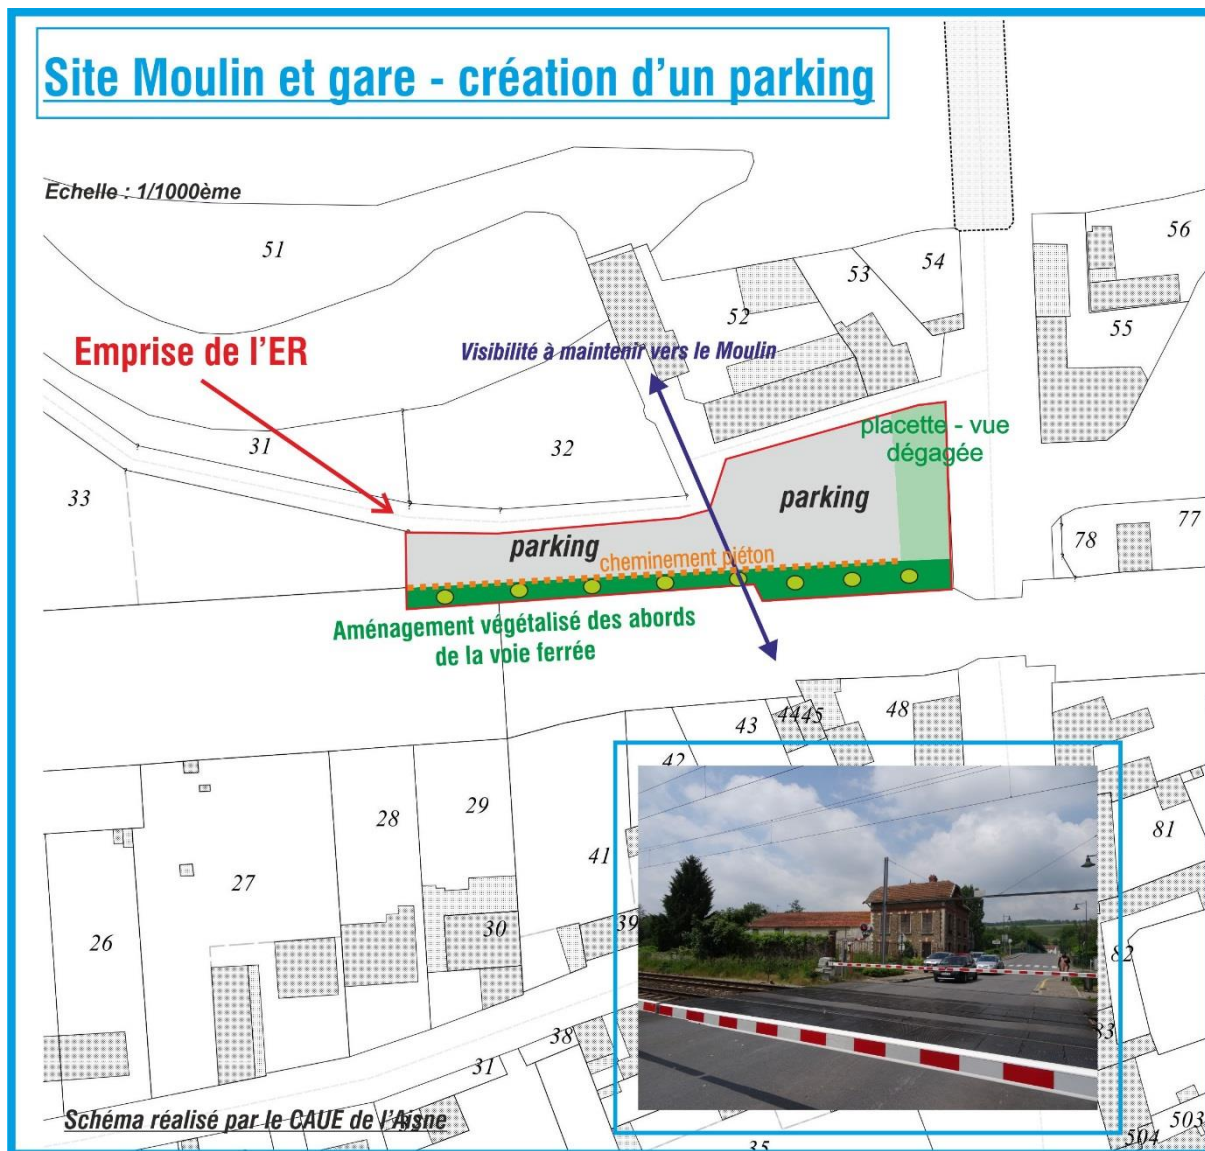 Site Moulin et gare - création d'un parking
Echelle : 1/1000ème
51
56
54
53
52
55
Emprise de l'ER
Visibilité à maintenir vers le Moulin
placette - vue
dégagée
31
32
33
parking
parking
cheminement piéton
77
78
Aménagement végétalisé des abords
de la voie ferrée
43
44
45
48
42
29
28
81
41
27
30
39
26
82
83
38
31
Schéma réalisé par le CAUE de l'Aisne
503
504
35